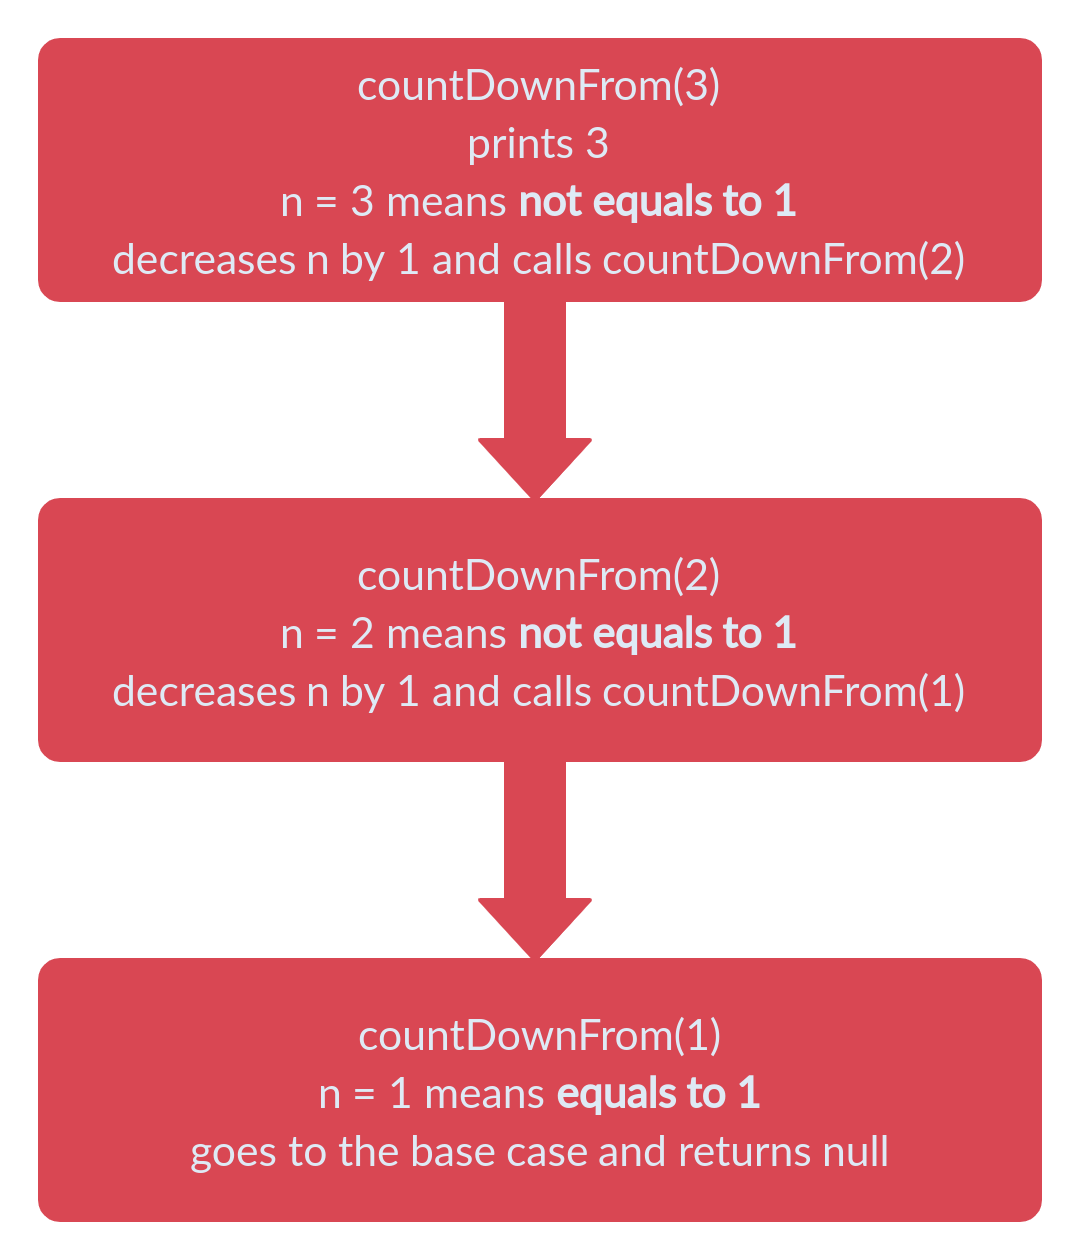 countDownFrom(3)
prints 3
n = 3 means not equals to 1
decreases n by 1 and calls countDownFrom(2)
countDownFrom(2)
n = 2 means not equals to 1
decreases n by 1 and calls countDownFrom(1)
countDownFrom(1)
n = 1 means equals to 1
goes to the base case and returns null